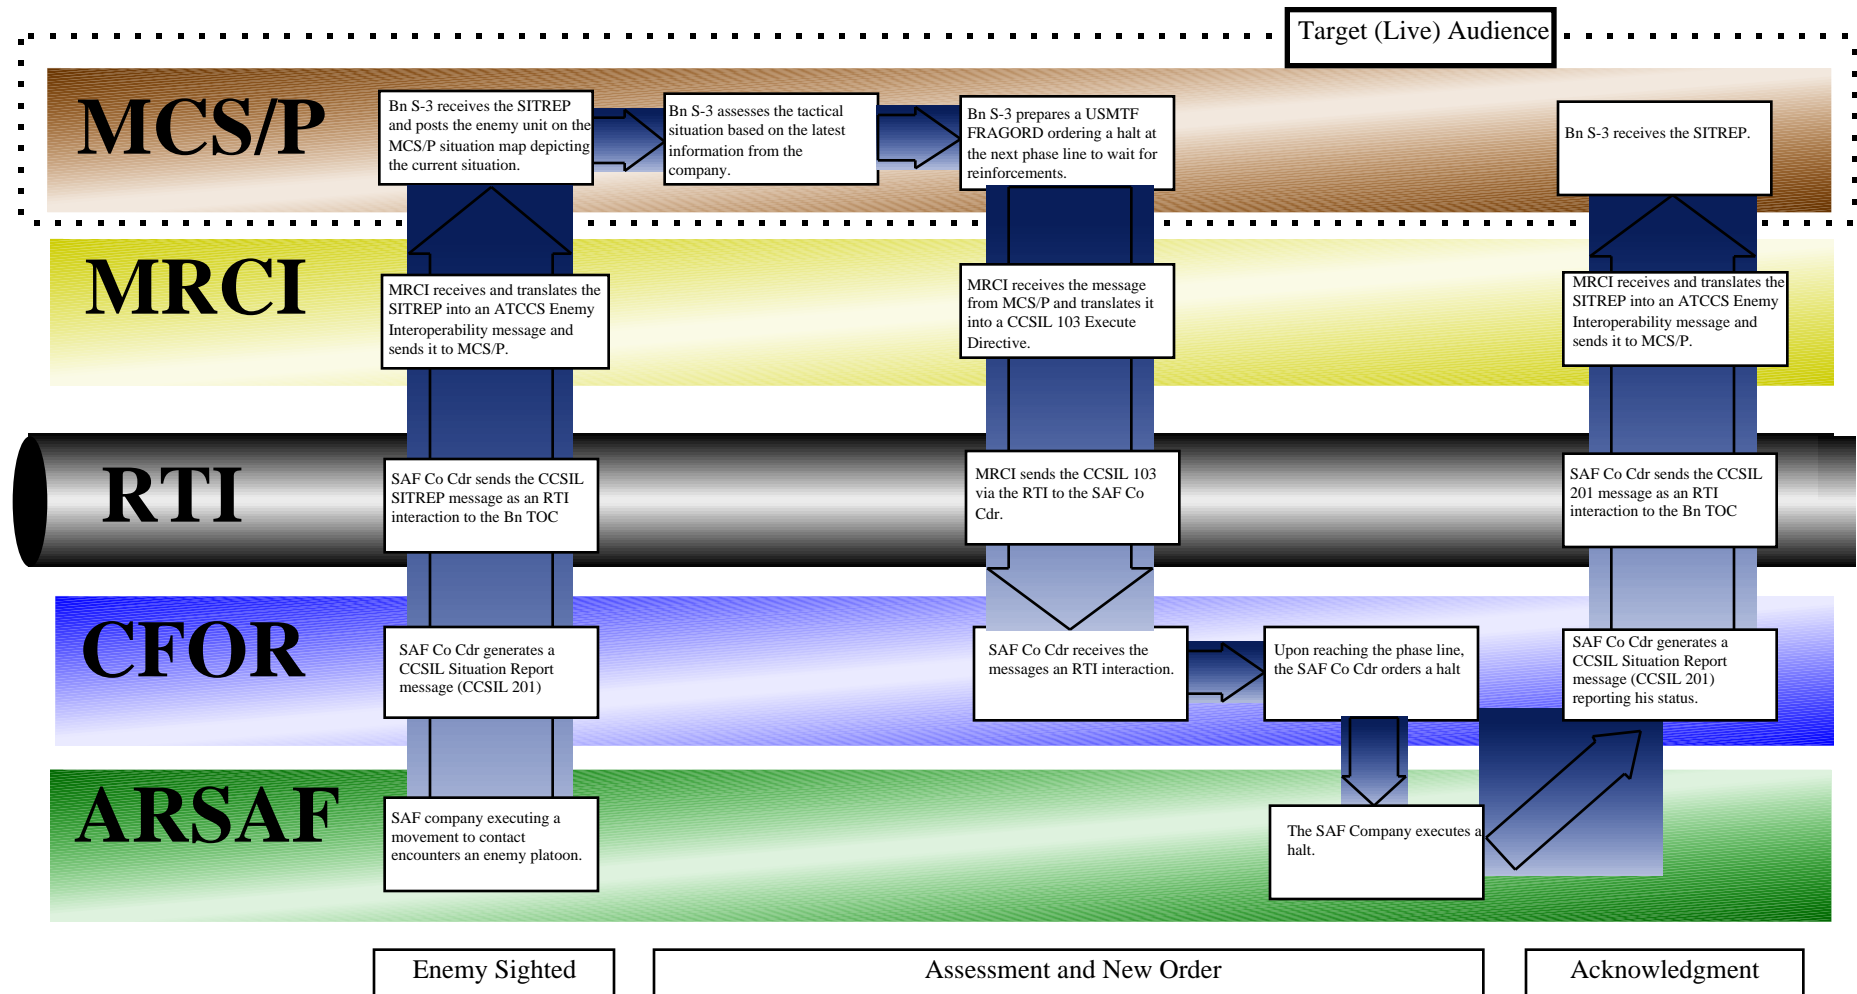 Target (Live) Audience
MCS/P
Bn S-3 receives the SITREP
and posts the enemy unit on the
MCS/P situation map depicting
the current situation.
Bn S-3 assesses the tactical
situation based on the latest
information from the
company.
Bn S-3 prepares a USMTF
FRAGORD ordering a halt at
the next phase line to wait for
reinforcements.
Bn S-3 receives the SITREP.
MRCI
MRCI receives and translates the
SITREP into an ATCCS Enemy
Interoperability message and
sends it to MCS/P.
MRCI receives the message
from MCS/P and translates it
into a CCSIL 103 Execute
Directive.
MRCI receives and translates the
SITREP into an ATCCS Enemy
Interoperability message and
sends it to MCS/P.
RTI
SAF Co Cdr sends the CCSIL
SITREP message as an RTI
interaction to the Bn TOC
MRCI sends the CCSIL 103
via the RTI to the SAF Co
Cdr.
SAF Co Cdr sends the CCSIL
201 message as an RTI
interaction to the Bn TOC
CFOR
SAF Co Cdr generates a
CCSIL Situation Report
message (CCSIL 201)
SAF Co Cdr receives the
messages an RTI interaction.
Upon reaching the phase line,
the SAF Co Cdr orders a halt
SAF Co Cdr generates a
CCSIL Situation Report
message (CCSIL 201)
reporting his status.
ARSAF
SAF company executing a
movement to contact
encounters an enemy platoon.
The SAF Company executes a
halt.
Enemy Sighted
Assessment and New Order
Acknowledgment